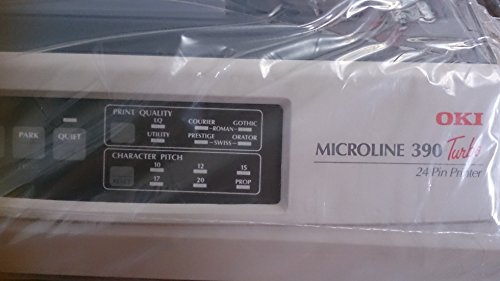 PARK
QUIET
PRINT QUALITY
LQ COURIER GOTHIC
ROMAN
UTILITY PRESTIGE ORATOR
SWISS
CHARACTER PITCH
10 12 15
17 20 PROP
RESET
OKI
MICROLINE 390 Turbo
24 Pin Printer